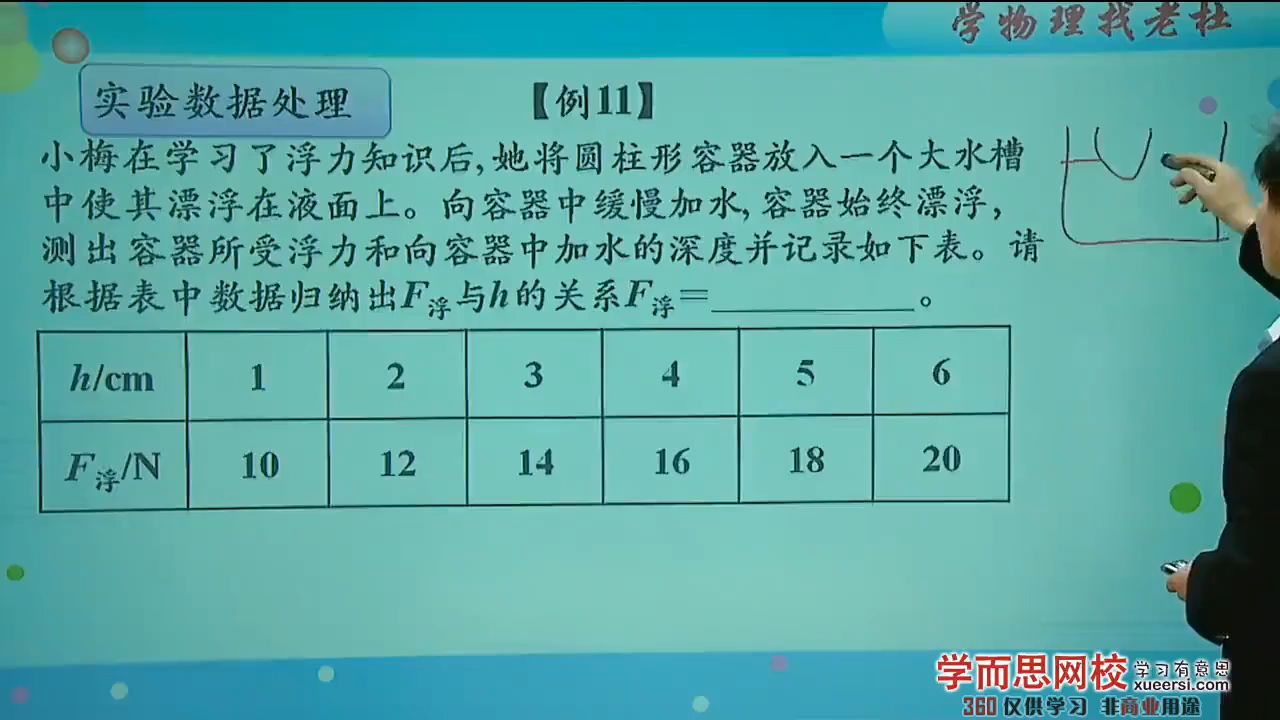 学物理找老杜
实验数据处理
【例11】
小梅在学习了浮力知识后,她将圆柱形容器放入一个大水槽
中使其漂浮在液面上。向容器中缓慢加水,容器始终漂浮,
测出容器所受浮力和向容器中加水的深度并记录如下表。请
根据表中数据归纳出F浮与h的关系F浮=__________。
h/cm 1 2 3 4 5 6
F浮/N 10 12 14 16 18 20
学而思网校 学习有意思
xueersi.com
360 仅供学习 非商业用途